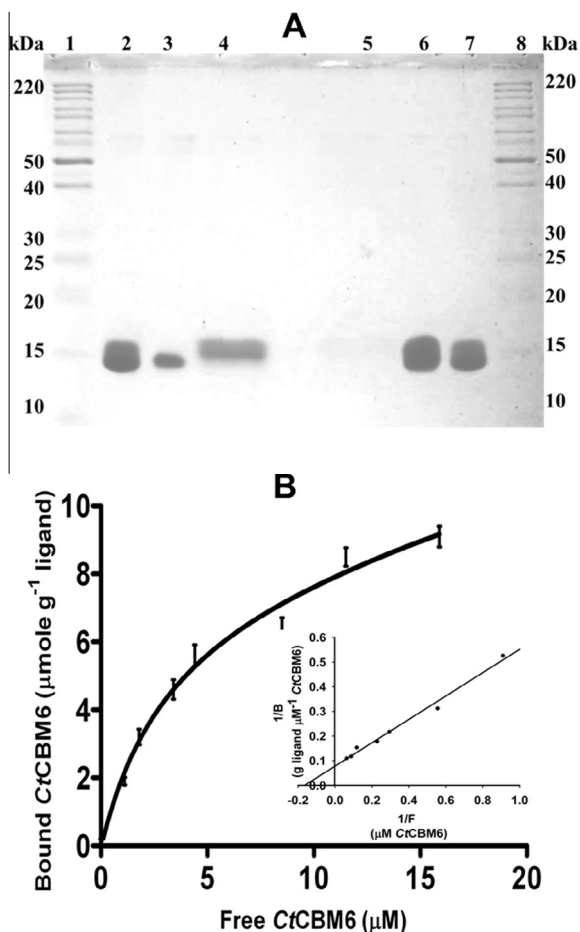 A
kDa 1 2 3 4 5 6 7 8 kDa
220 220
50 50
40 40
30 30
25 25
20 20
15 15
10 10
B
Bound CtCBM6 (µmole g-1 ligand)
10
8
6
4
2
0
0 5 10 15 20
Free CtCBM6 (µM)
1/B
(g ligand µM-1 CtCBM6)
0.6
0.5
0.4
0.3
0.2
0.1
0.0
-0.2 0.0 0.2 0.4 0.6 0.8 1.0
1/F
(µM CtCBM6)